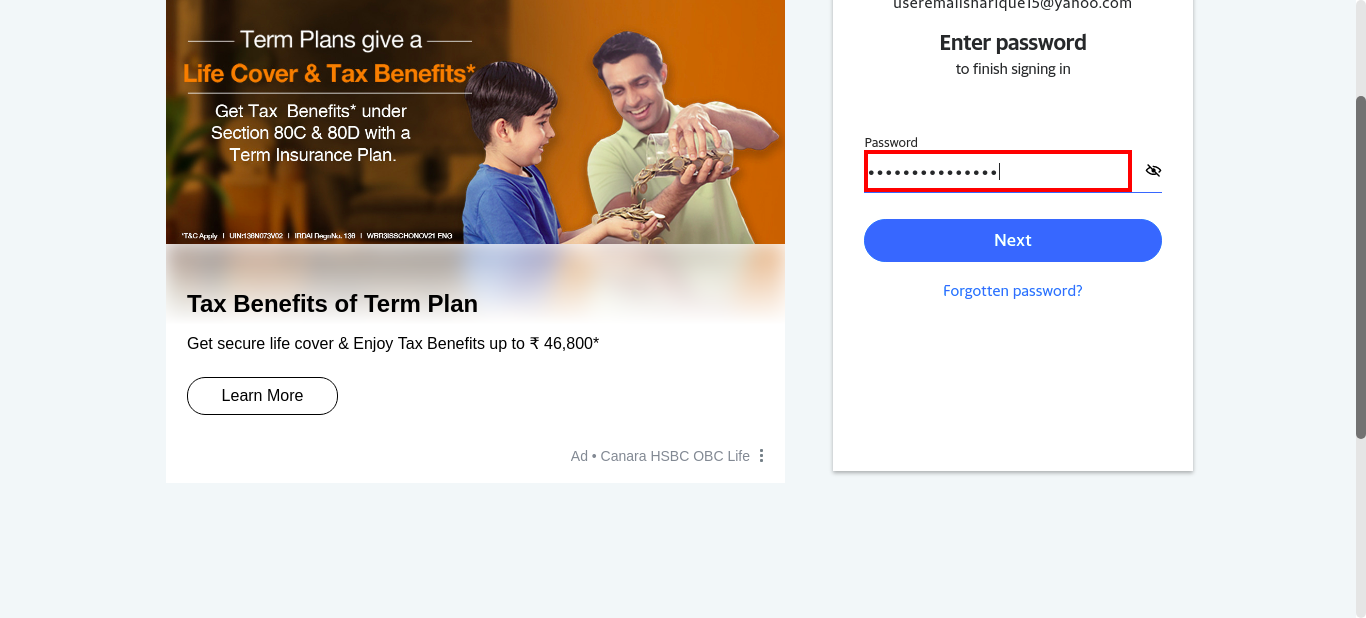 Term Plans give a
Life Cover & Tax Benefits*
Get Tax Benefits* under
Section 80C & 80D with a
Term Insurance Plan.
*T&C Apply | UIN:136N073V02 | IRDAI Regn No. 136 |
Tax Benefits of Term Plan
Get secure life cover & Enjoy Tax Benefits up to ₹ 46,800*
Learn More
Ad • Canara HSBC OBC Life
useremailsharique15@yahoo.com
Enter password
to finish signing in
Password
•••••••••••••••
Next
Forgotten password?